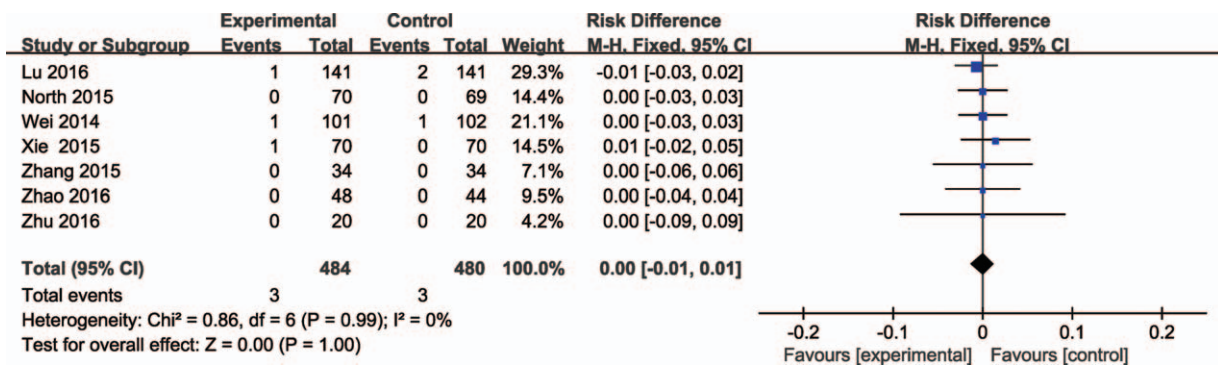 Experimental Control Risk Difference Risk Difference
Study or Subgroup Events Total Events Total Weight M-H. Fixed. 95% CI M-H. Fixed. 95% CI
Lu 2016 1 141 2 141 29.3% -0.01 [-0.03, 0.02]
North 2015 0 70 0 69 14.4% 0.00 [-0.03, 0.03]
Wei 2014 1 101 1 102 21.1% 0.00 [-0.03, 0.03]
Xie 2015 1 70 0 70 14.5% 0.01 [-0.02, 0.05]
Zhang 2015 0 34 0 34 7.1% 0.00 [-0.06, 0.06]
Zhao 2016 0 48 0 44 9.5% 0.00 [-0.04, 0.04]
Zhu 2016 0 20 0 20 4.2% 0.00 [-0.09, 0.09]
Total (95% CI) 484 480 100.0% 0.00 [-0.01, 0.01]
Total events 3 3
Heterogeneity: Chi² = 0.86, df = 6 (P = 0.99); I² = 0%
Test for overall effect: Z = 0.00 (P = 1.00)
-0.2 -0.1 0 0.1 0.2
Favours [experimental] Favours [control]